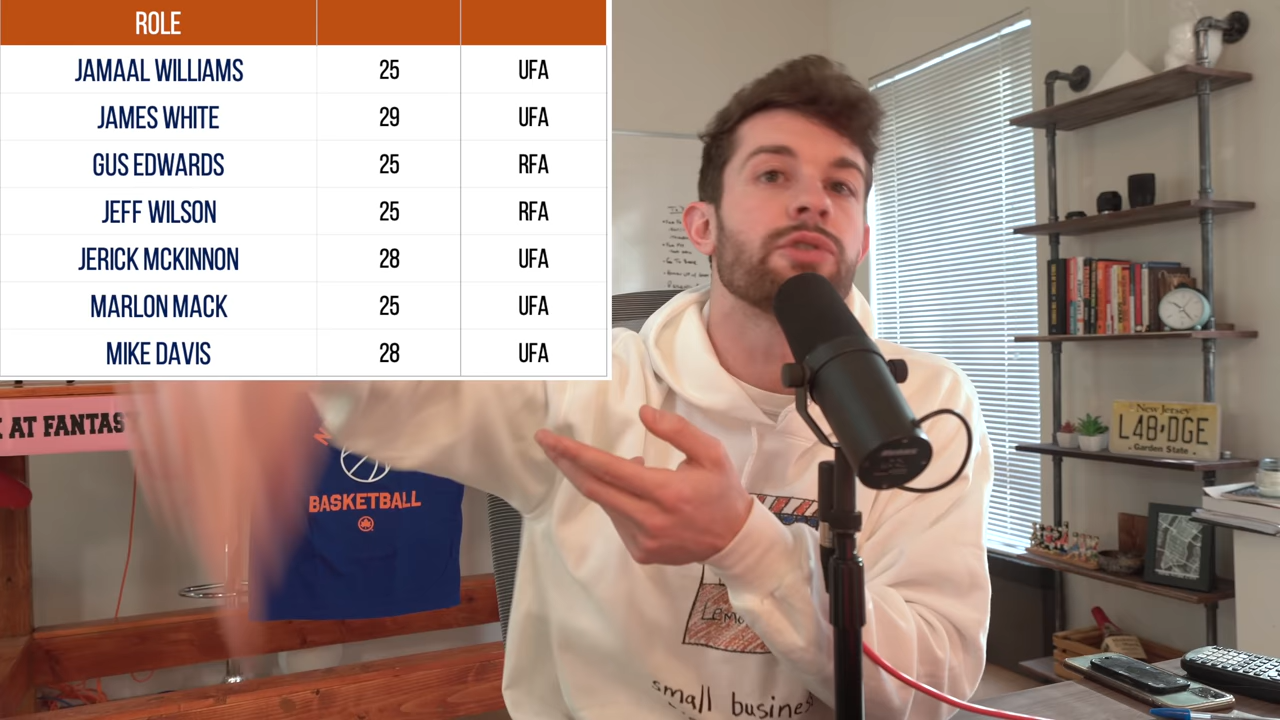 ROLE
JAMAAL WILLIAMS 25 UFA
JAMES WHITE 29 UFA
GUS EDWARDS 25 RFA
JEFF WILSON 25 RFA
JERICK MCKINNON 28 UFA
MARLON MACK 25 UFA
MIKE DAVIS 28 UFA
AT FANTAS
BASKETBALL
New Jersey
L48 DGE
Garden State
LEMO
small busines